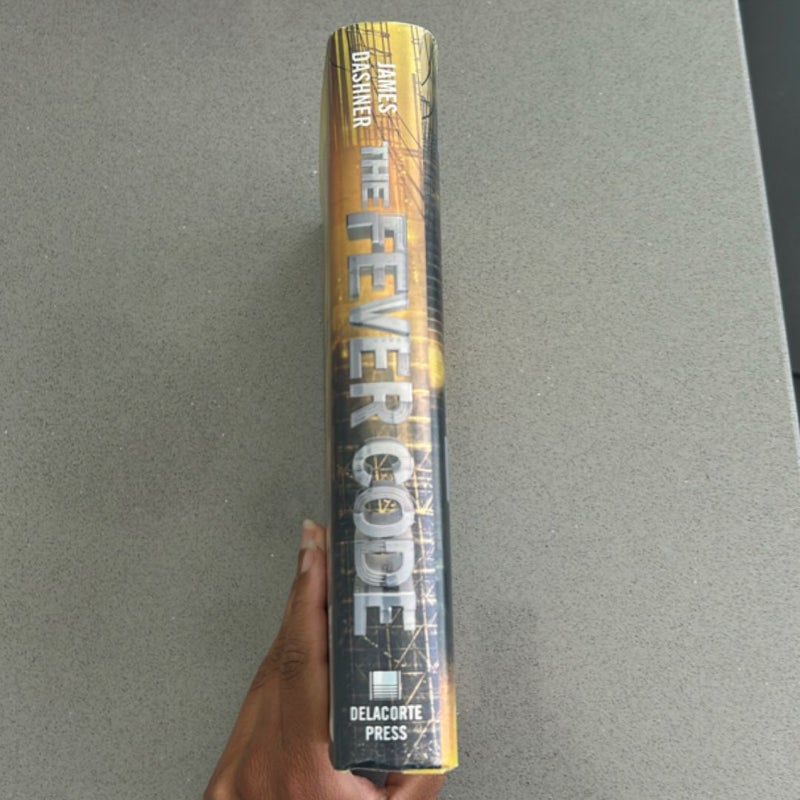 JAMES
DASHNER
THE FEVER CODE
DELACORTE
PRESS